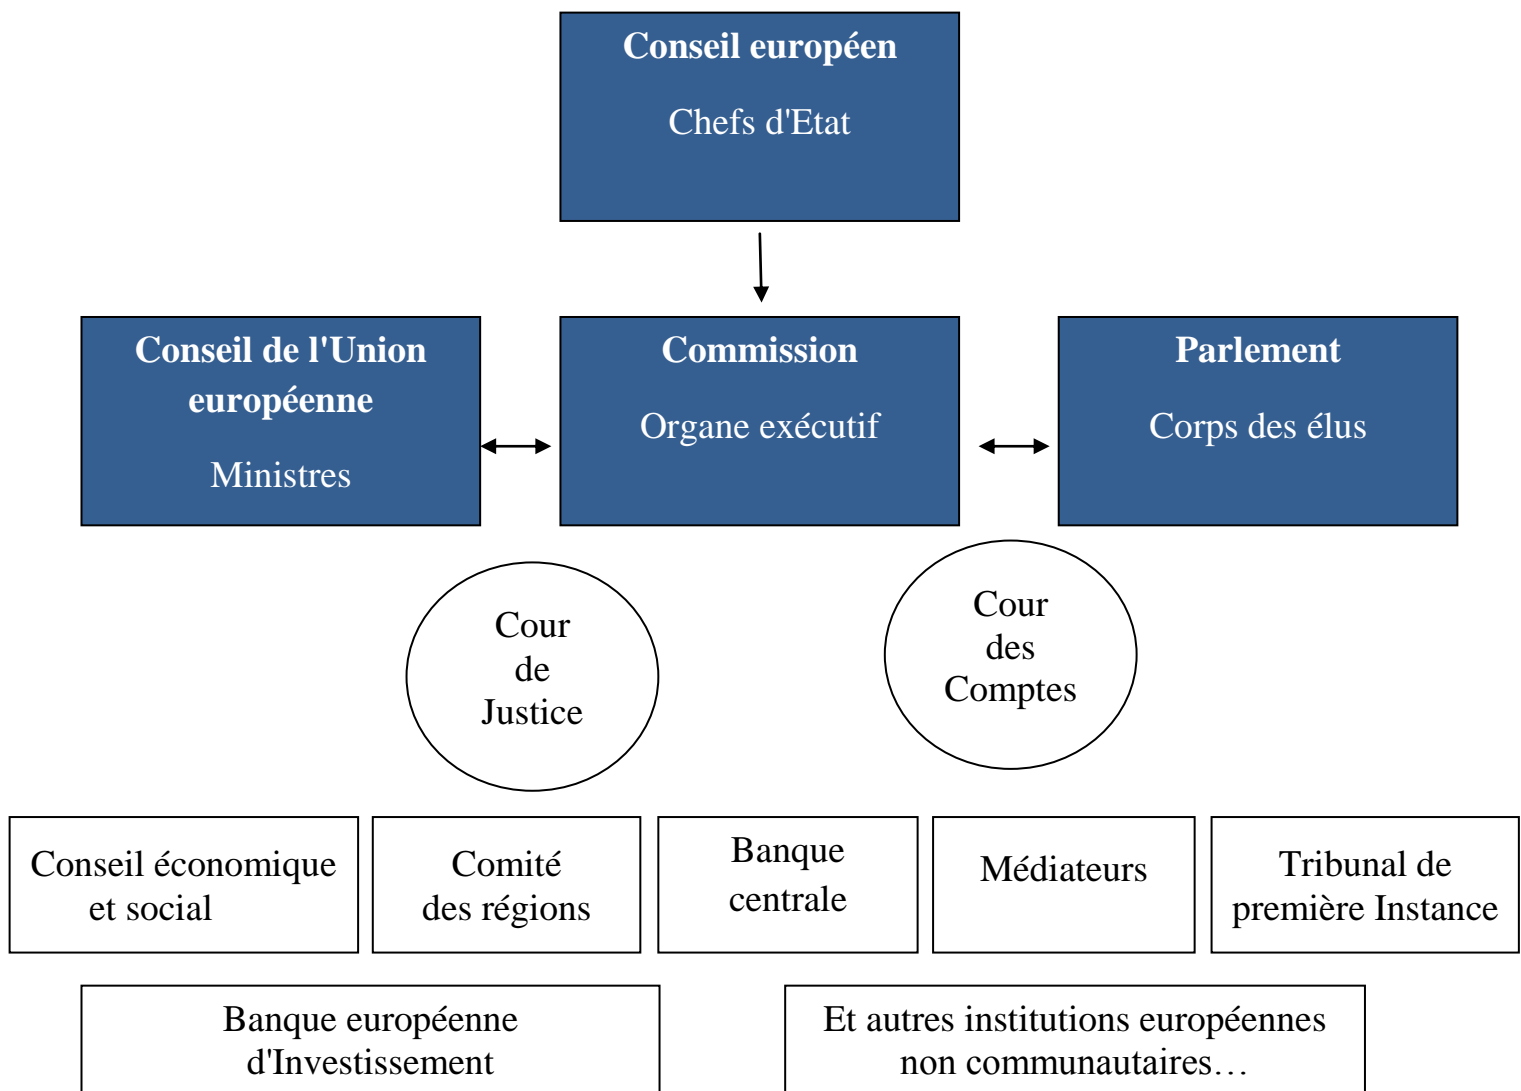 Conseil européen
Chefs d'Etat
Conseil de l'Union
européenne
Ministres
Commission
Organe exécutif
Parlement
Corps des élus
Cour
de
Justice
Cour
des
Comptes
Conseil économique
et social
Comité
des régions
Banque
centrale
Médiateurs
Tribunal de
première Instance
Banque européenne
d'Investissement
Et autres institutions européennes
non communautaires…